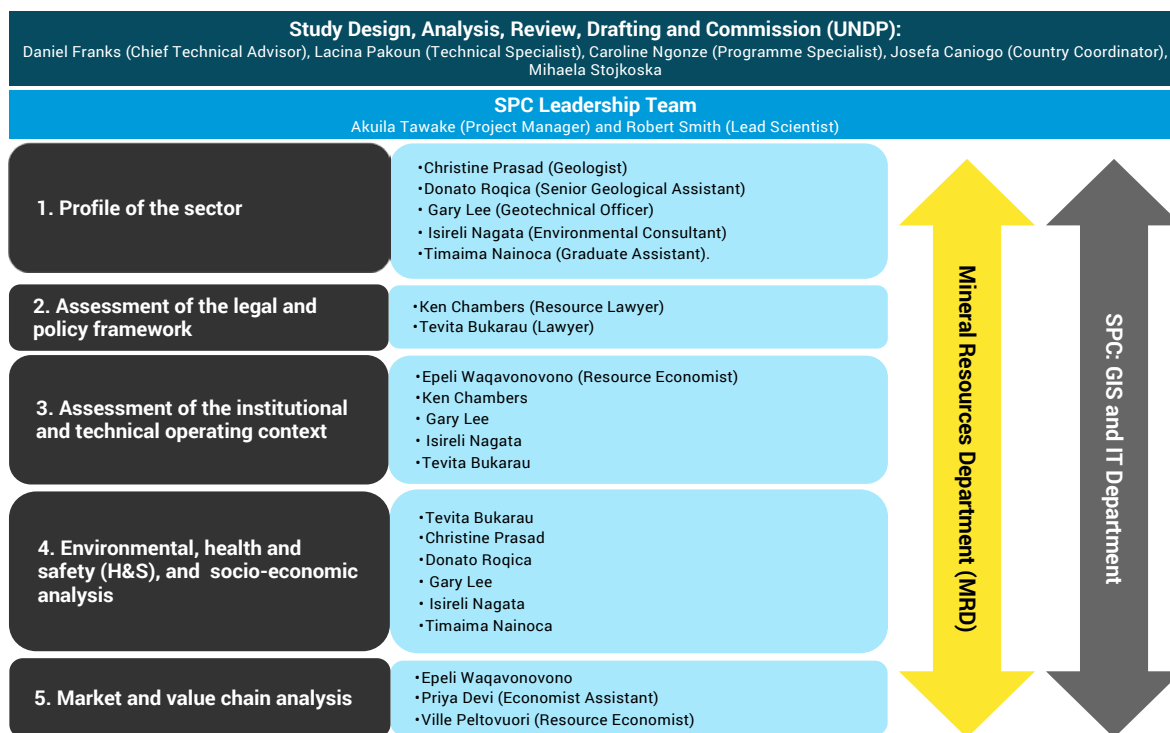 Study Design, Analysis, Review, Drafting and Commission (UNDP):
Daniel Franks (Chief Technical Advisor), Lacina Pakoun (Technical Specialist), Caroline Ngonze (Programme Specialist), Josefa Caniogo (Country Coordinator),
Mihaela Stojkoska
SPC Leadership Team
Akuila Tawake (Project Manager) and Robert Smith (Lead Scientist)
1. Profile of the sector
•Christine Prasad (Geologist)
•Donato Roqica (Senior Geological Assistant)
• Gary Lee (Geotechnical Officer)
• Isireli Nagata (Environmental Consultant)
•Timaima Nainoca (Graduate Assistant).
2. Assessment of the legal and
policy framework
•Ken Chambers (Resource Lawyer)
•Tevita Bukarau (Lawyer)
3. Assessment of the institutional
and technical operating context
•Epeli Waqavonovono (Resource Economist)
•Ken Chambers
• Gary Lee
• Isireli Nagata
•Tevita Bukarau
4. Environmental, health and
safety (H&S), and socio-economic
analysis
•Tevita Bukarau
•Christine Prasad
•Donato Roqica
• Gary Lee
• Isireli Nagata
•Timaima Nainoca
5. Market and value chain analysis
•Epeli Waqavonovono
•Priya Devi (Economist Assistant)
•Ville Peltovuori (Resource Economist)
Mineral Resources Department (MRD)
SPC: GIS and IT Department